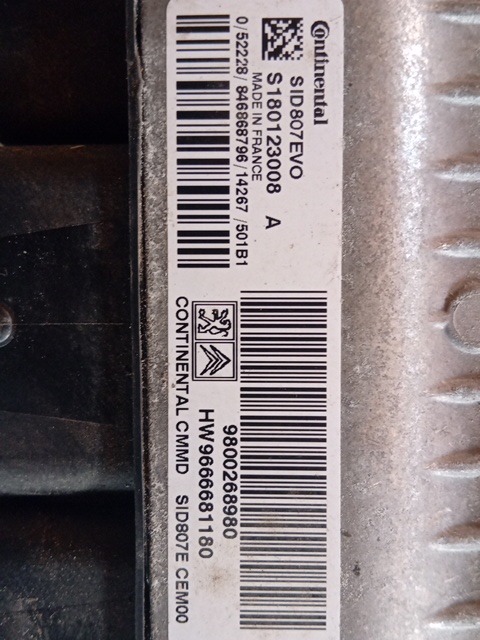 Continental
SID807EVO
S180123008 A
MADE IN FRANCE
0/52228/846868796/14267/501B1
9800268980
HW9666681180
CONTINENTAL CMMD SID807E CEM00